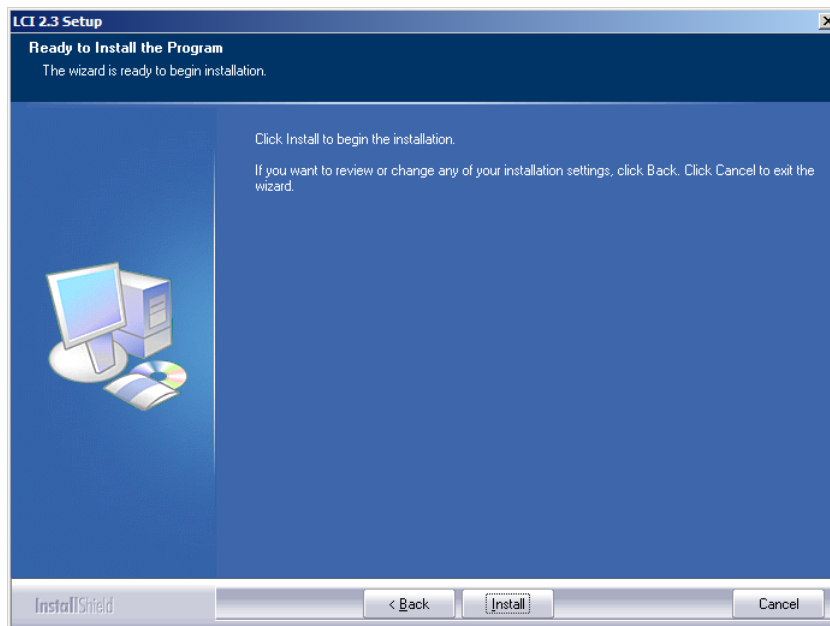 LCI 2.3 Setup
Ready to Install the Program
The wizard is ready to begin installation.
Click Install to begin the installation.
If you want to review or change any of your installation settings, click Back. Click Cancel to exit the
wizard.
InstallShield
< Back
Install
Cancel